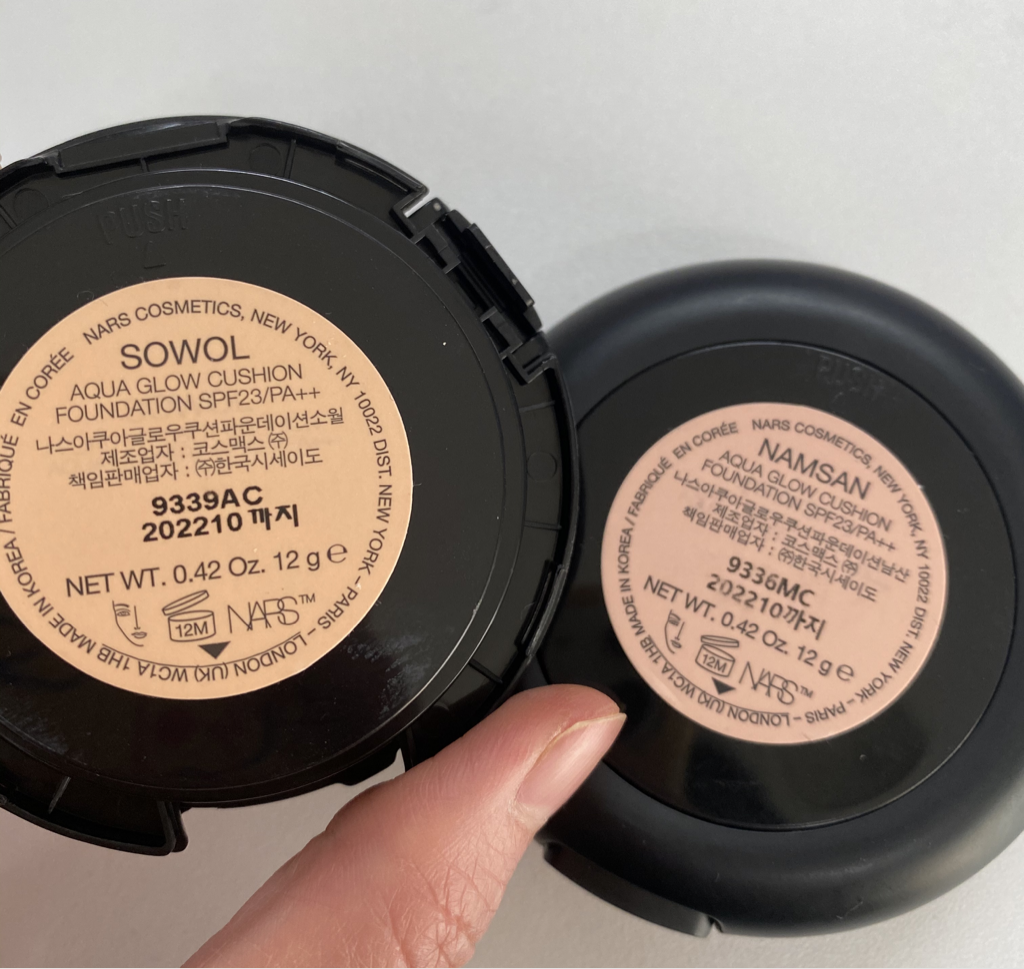 PUSH
NARS COSMETICS, NEW YORK, NY 10022 DIST. NEW YORK – PARIS – LONDON (UK) WC1A 1HB MADE IN KOREA / FABRIQUÉ EN CORÉE
SOWOL
AQUA GLOW CUSHION
FOUNDATION SPF23/PA++
나스아쿠아글로우쿠션파운데이션소월
제조업자 : 코스맥스㈜
책임판매업자 : ㈜한국시세이도
9339AC
202210까지
NET WT. 0.42 Oz. 12 g ℮
12M NARS™
PUSH
NARS COSMETICS, NEW YORK, NY 10022 DIST. NEW YORK – PARIS – LONDON (UK) WC1A 1HB MADE IN KOREA / FABRIQUÉ EN CORÉE
NAMSAN
AQUA GLOW CUSHION
FOUNDATION SPF23/PA++
나스아쿠아글로우쿠션파운데이션남산
제조업자 : 코스맥스㈜
책임판매업자 : ㈜한국시세이도
9336MC
202210까지
NET WT. 0.42 Oz. 12 g ℮
12M NARS™